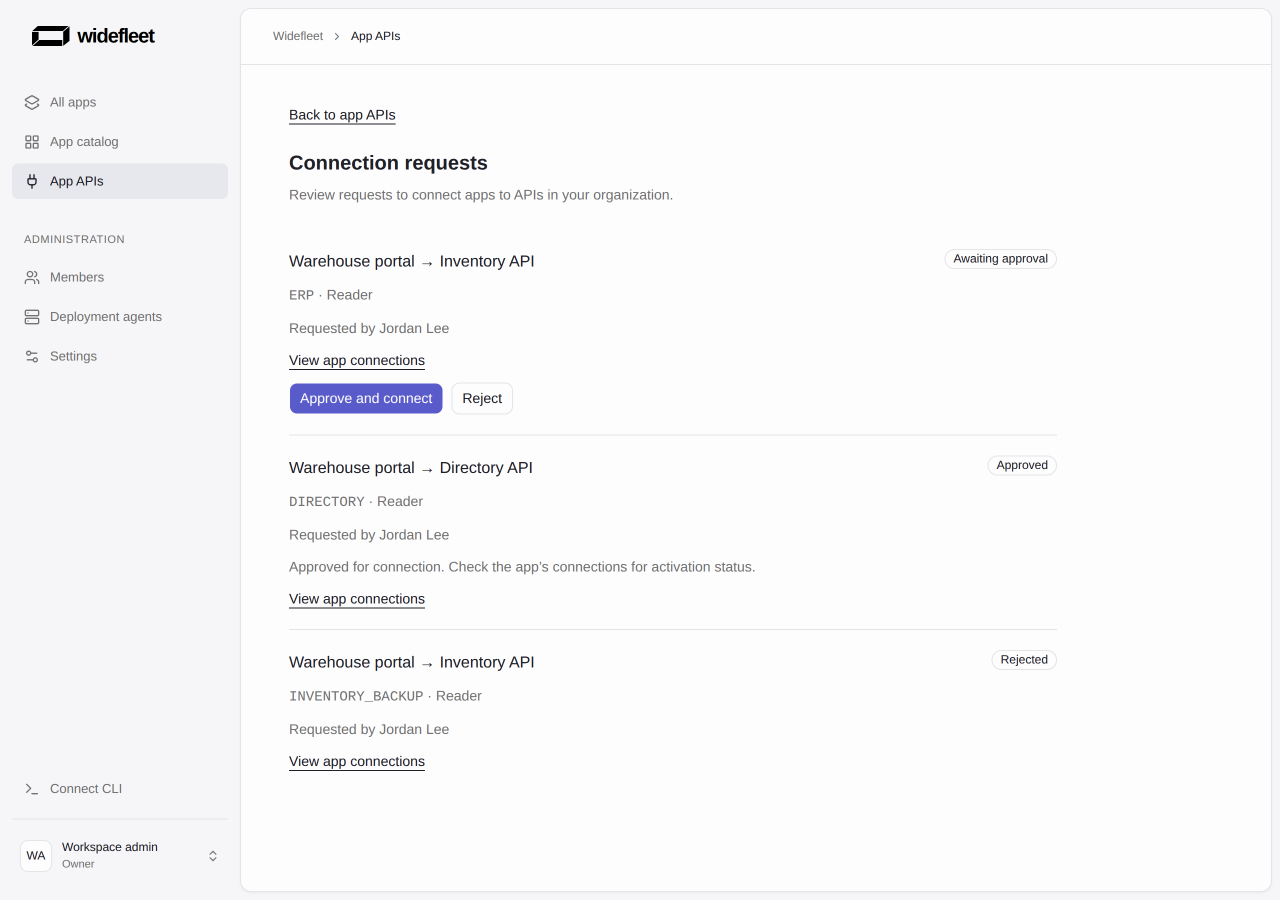 widefleet
Widefleet > App APIs
All apps
App catalog
App APIs
ADMINISTRATION
Members
Deployment agents
Settings
Connect CLI
WA
Workspace admin
Owner
Back to app APIs
Connection requests
Review requests to connect apps to APIs in your organization.
Warehouse portal → Inventory API
Awaiting approval
ERP · Reader
Requested by Jordan Lee
View app connections
Approve and connect
Reject
Warehouse portal → Directory API
Approved
DIRECTORY · Reader
Requested by Jordan Lee
Approved for connection. Check the app’s connections for activation status.
View app connections
Warehouse portal → Inventory API
Rejected
INVENTORY_BACKUP · Reader
Requested by Jordan Lee
View app connections